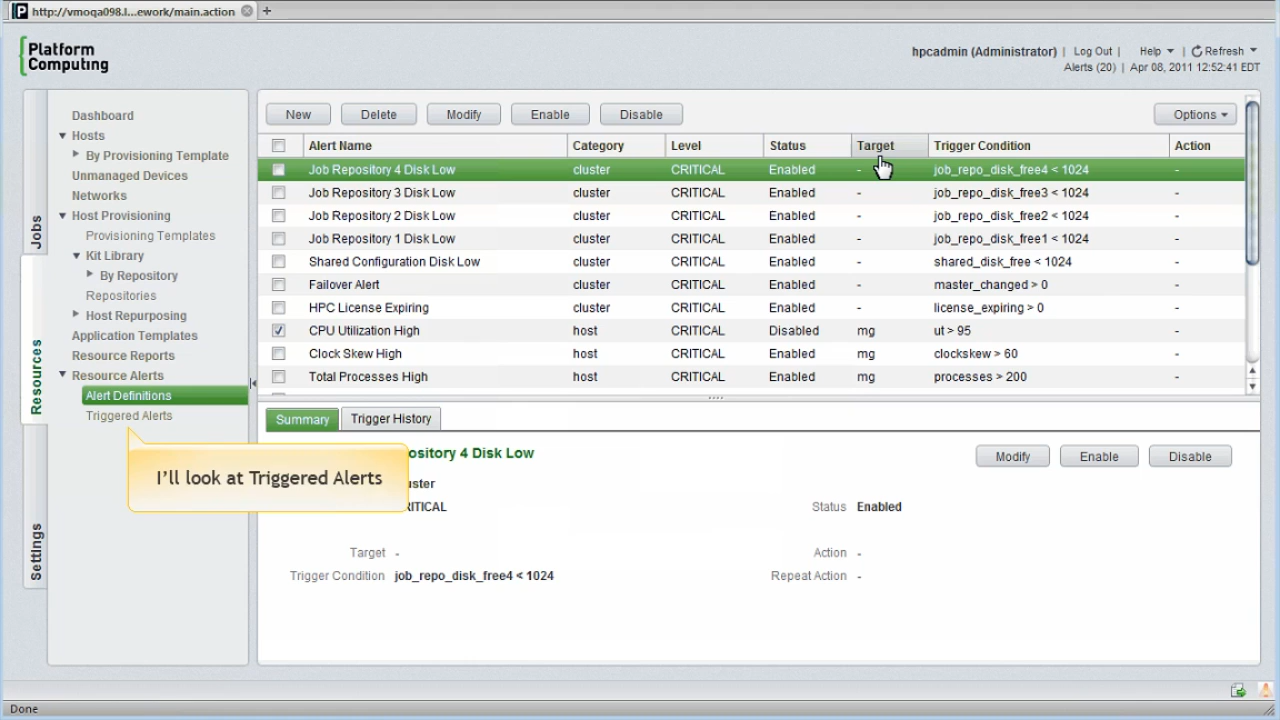 http://vmoqa098.l...ework/main.action
Platform
Computing
hpcadmin (Administrator) | Log Out | Help | Refresh
Alerts (20) | Apr 08, 2011 12:52:41 EDT
Jobs
Resources
Settings
Dashboard
Hosts
By Provisioning Template
Unmanaged Devices
Networks
Host Provisioning
Provisioning Templates
Kit Library
By Repository
Repositories
Host Repurposing
Application Templates
Resource Reports
Resource Alerts
Alert Definitions
Triggered Alerts
New Delete Modify Enable Disable Options
Alert Name Category Level Status Target Trigger Condition Action
Job Repository 4 Disk Low cluster CRITICAL Enabled - job_repo_disk_free4 < 1024 -
Job Repository 3 Disk Low cluster CRITICAL Enabled - job_repo_disk_free3 < 1024 -
Job Repository 2 Disk Low cluster CRITICAL Enabled - job_repo_disk_free2 < 1024 -
Job Repository 1 Disk Low cluster CRITICAL Enabled - job_repo_disk_free1 < 1024 -
Shared Configuration Disk Low cluster CRITICAL Enabled - shared_disk_free < 1024 -
Failover Alert cluster CRITICAL Enabled - master_changed > 0 -
HPC License Expiring cluster CRITICAL Enabled - license_expiring > 0 -
CPU Utilization High host CRITICAL Disabled mg ut > 95 -
Clock Skew High host CRITICAL Enabled mg clockskew > 60 -
Total Processes High host CRITICAL Enabled mg processes > 200 -
Summary Trigger History
ository 4 Disk Low Modify Enable Disable
I'll look at Triggered Alerts
uster
RITICAL Status Enabled
Target - Action -
Trigger Condition job_repo_disk_free4 < 1024 Repeat Action -
Done